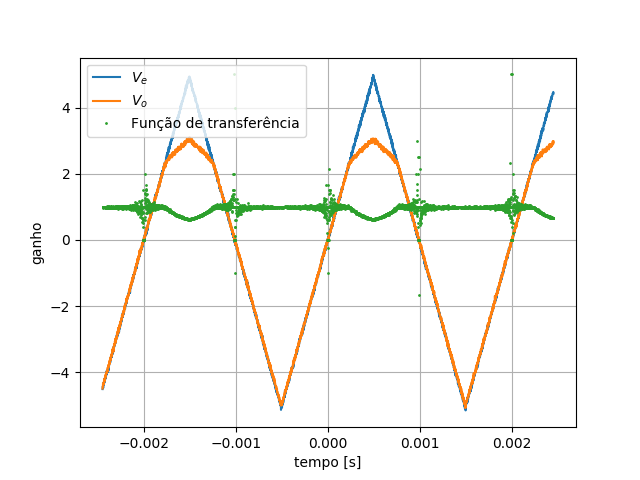 V_e
V_o
Função de transferência
ganho
4
2
0
−2
−4
−0.002 −0.001 0.000 0.001 0.002
tempo [s]